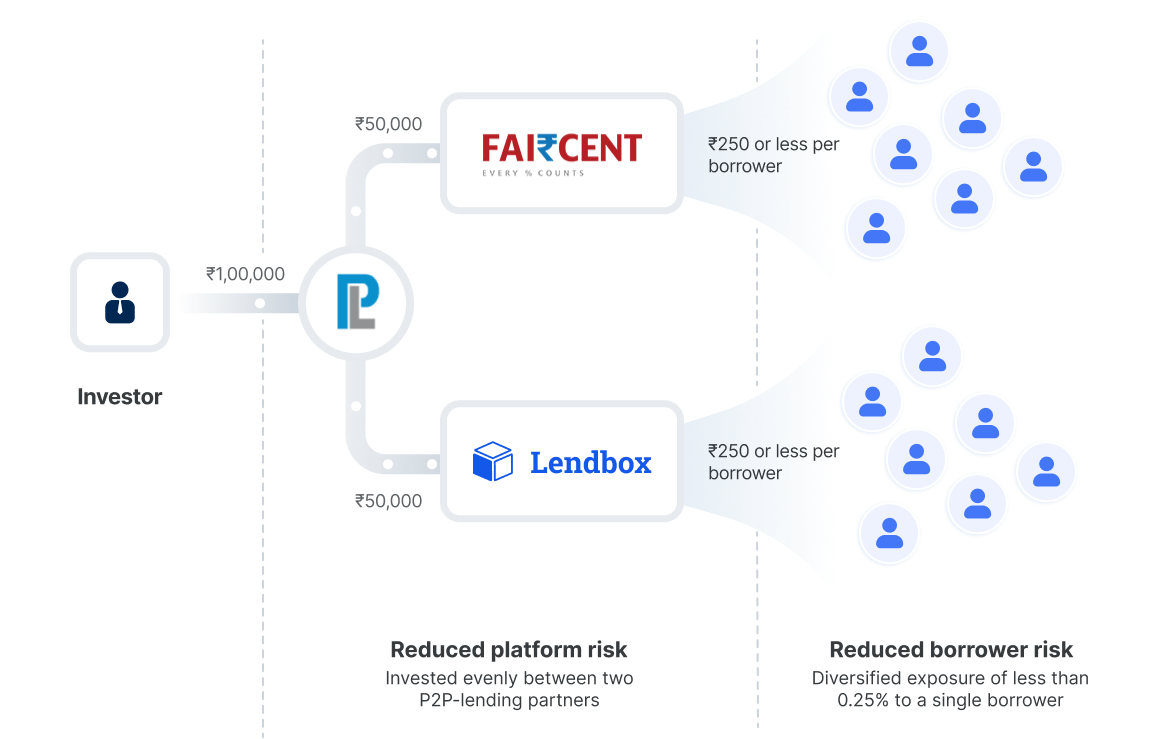 ₹50,000
FAI₹CENT
EVERY % COUNTS
₹250 or less per
borrower
₹1,00,000
PL
Investor
Lendbox
₹250 or less per
borrower
₹50,000
Reduced platform risk
Invested evenly between two
P2P-lending partners
Reduced borrower risk
Diversified exposure of less than
0.25% to a single borrower